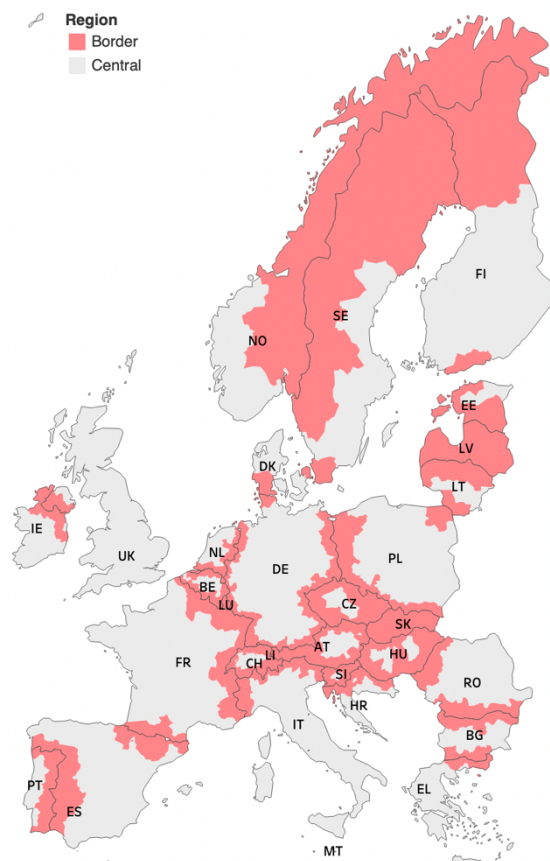 Region
Border
Central
FI
SE
NO
EE
LV
DK
LT
IE
NL
UK
DE
PL
BE
LU
CZ
SK
FR
CH
LI
AT
HU
SI
RO
HR
IT
BG
PT
ES
EL
MT